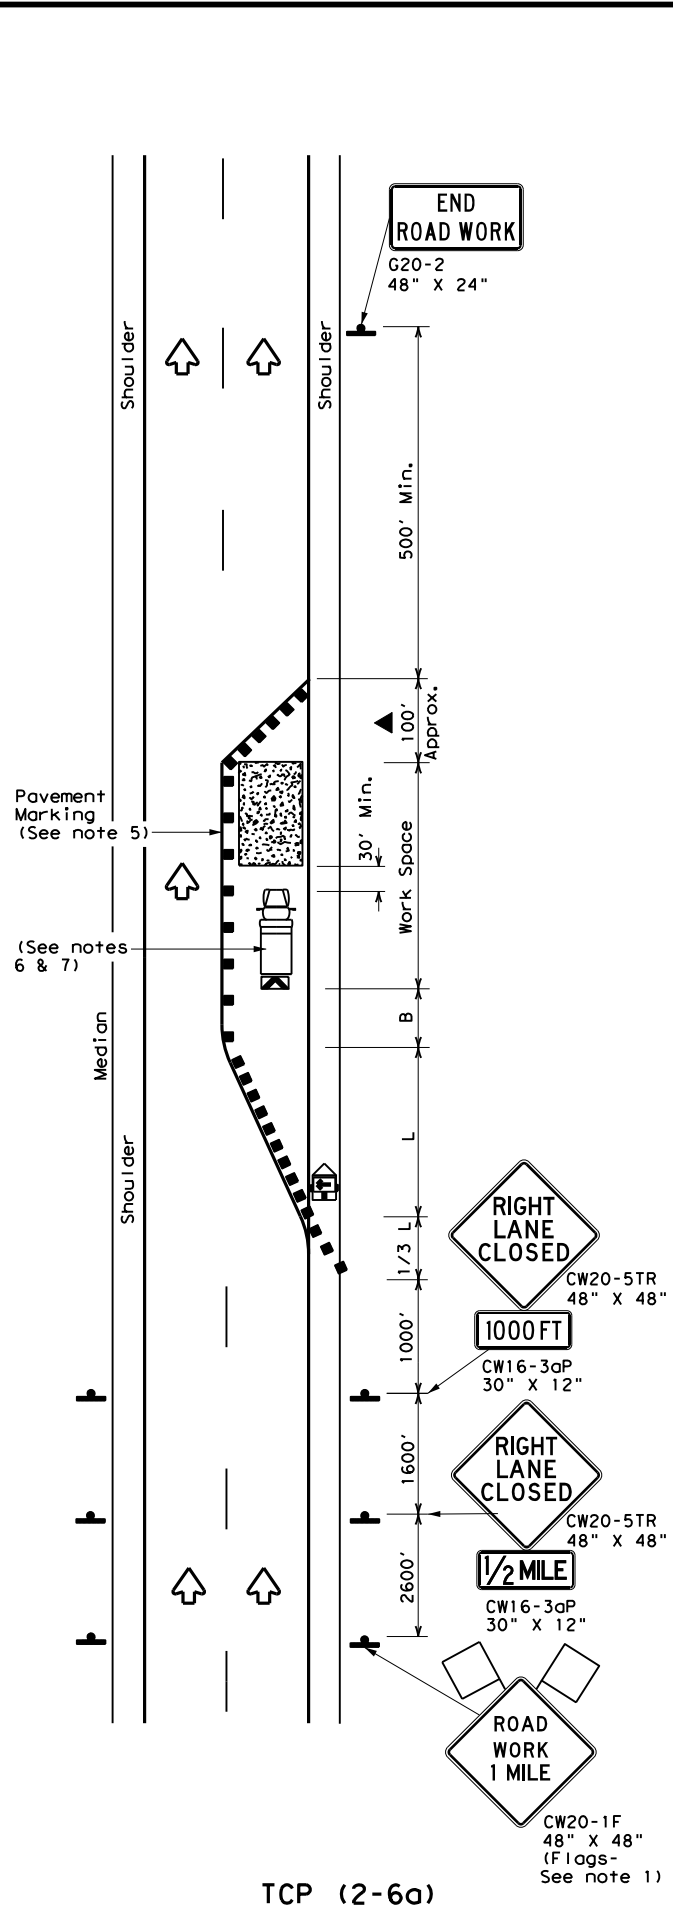 END
ROAD WORK
G20-2
48" X 24"
Shoulder
Shoulder
500' Min.
100'
Approx.
Pavement
Marking
(See note 5)
30' Min.
Work Space
(See notes
6 & 7)
B
Median
L
Shoulder
RIGHT
LANE
CLOSED
1/3 L
CW20-5TR
48" X 48"
1000 FT
1000'
CW16-3aP
30" X 12"
RIGHT
LANE
CLOSED
1600'
CW20-5TR
48" X 48"
1/2 MILE
2600'
CW16-3aP
30" X 12"
ROAD
WORK
1 MILE
CW20-1F
48" X 48"
(Flags-
See note 1)
TCP (2-6a)